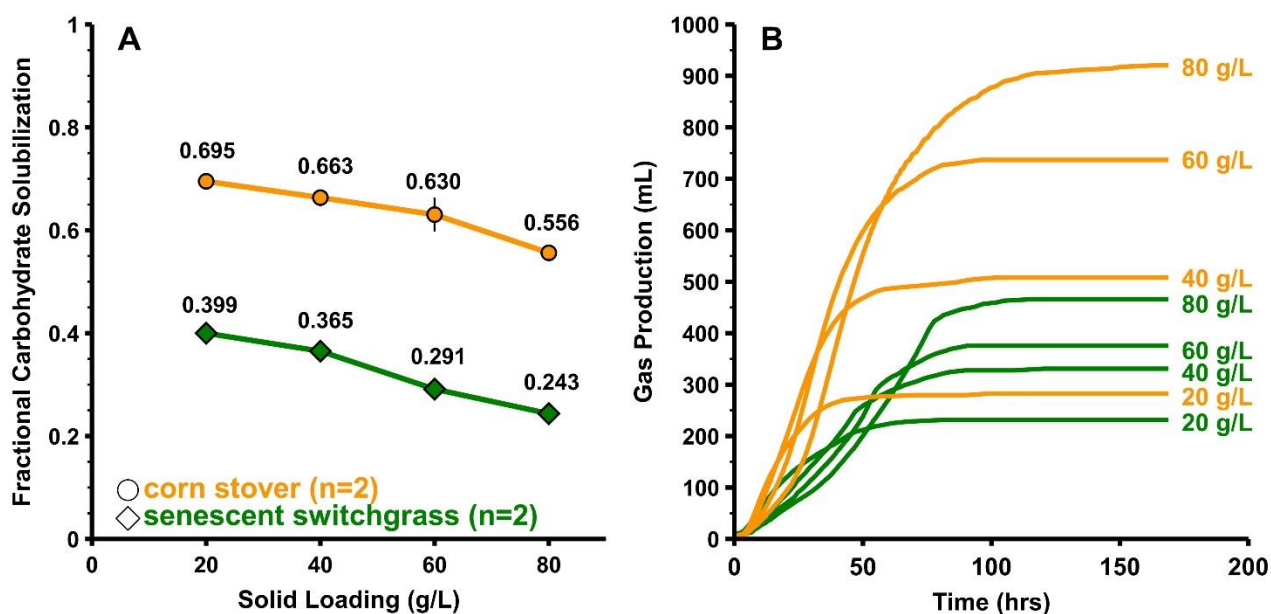 A
Fractional Carbohydrate Solubilization
1
0.8
0.6
0.4
0.2
0
0.695
0.663
0.630
0.556
0.399
0.365
0.291
0.243
corn stover (n=2)
senescent switchgrass (n=2)
0 20 40 60 80
Solid Loading (g/L)
B
Gas Production (mL)
1000
900
800
700
600
500
400
300
200
100
0
80 g/L
60 g/L
40 g/L
80 g/L
60 g/L
40 g/L
20 g/L
20 g/L
0 50 100 150 200
Time (hrs)